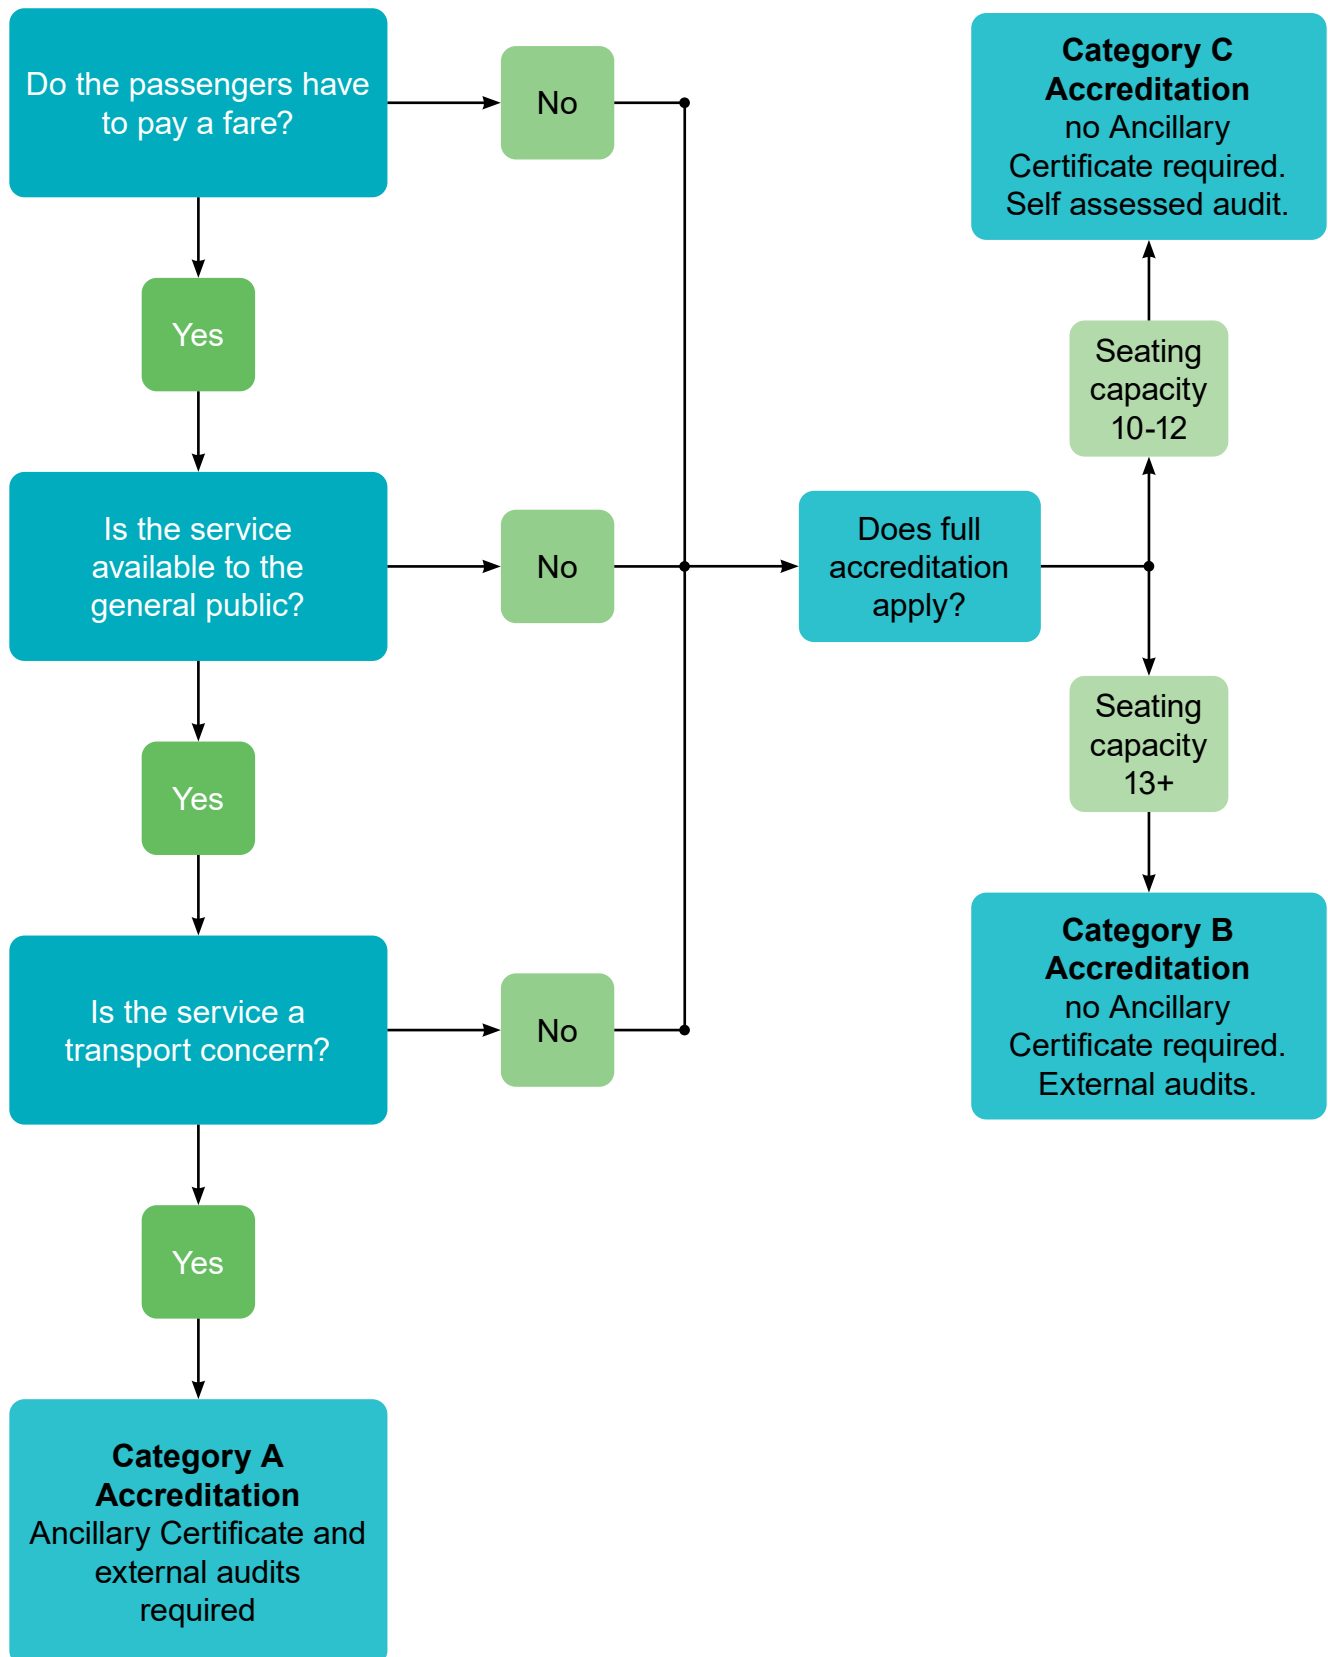 Do the passengers have
to pay a fare?
No
Yes
Is the service
available to the
general public?
No
Yes
Is the service a
transport concern?
No
Yes
Category A
Accreditation
Ancillary Certificate and
external audits
required
Does full
accreditation
apply?
Seating
capacity
10-12
Category C
Accreditation
no Ancillary
Certificate required.
Self assessed audit.
Seating
capacity
13+
Category B
Accreditation
no Ancillary
Certificate required.
External audits.